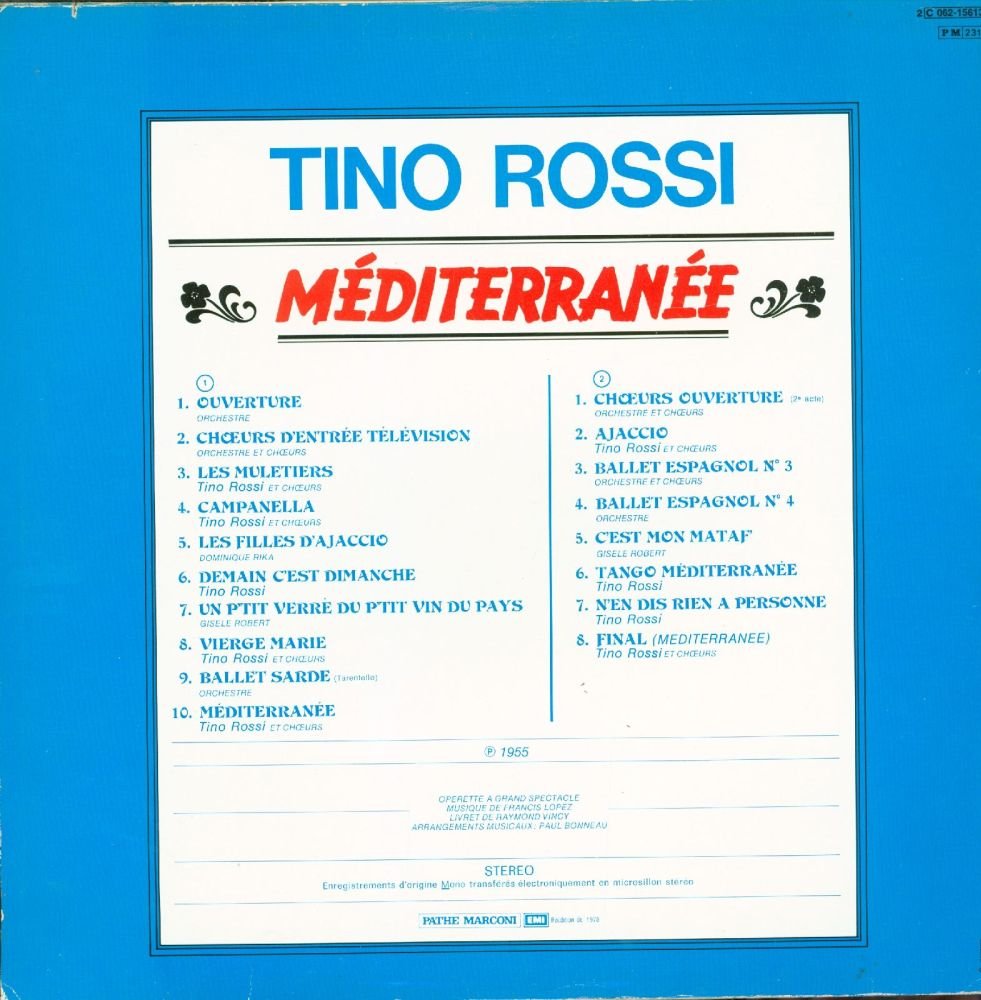 2 C 062-1561
PM 231
TINO ROSSI
MÉDITERRANÉE
1
1. OUVERTURE
ORCHESTRE
2. CHŒURS D'ENTRÉE TÉLÉVISION
ORCHESTRE ET CHŒURS
3. LES MULETIERS
Tino Rossi ET CHŒURS
4. CAMPANELLA
Tino Rossi ET CHŒURS
5. LES FILLES D'AJACCIO
DOMINIQUE RIKA
6. DEMAIN C'EST DIMANCHE
Tino Rossi
7. UN P'TIT VERRE DU P'TIT VIN DU PAYS
GISELE ROBERT
8. VIERGE MARIE
Tino Rossi ET CHŒURS
9. BALLET SARDE (Tarentelle)
ORCHESTRE
10. MÉDITERRANÉE
Tino Rossi ET CHŒURS
2
1. CHŒURS OUVERTURE (2e acte)
ORCHESTRE ET CHŒURS
2. AJACCIO
Tino Rossi ET CHŒURS
3. BALLET ESPAGNOL N° 3
ORCHESTRE ET CHŒURS
4. BALLET ESPAGNOL N° 4
ORCHESTRE
5. C'EST MON MATAF'
GISELE ROBERT
6. TANGO MÉDITERRANÉE
Tino Rossi
7. N'EN DIS RIEN A PERSONNE
Tino Rossi
8. FINAL (MEDITERRANEE)
Tino Rossi ET CHŒURS
℗ 1955
OPERETTE A GRAND SPECTACLE
MUSIQUE DE FRANCIS LOPEZ
LIVRET DE RAYMOND VINCY
ARRANGEMENTS MUSICAUX: PAUL BONNEAU
STEREO
Enregistrements d'origine Mono transférés électroniquement en microsillon stéréo
PATHE MARCONI EMI Réédition de 1978